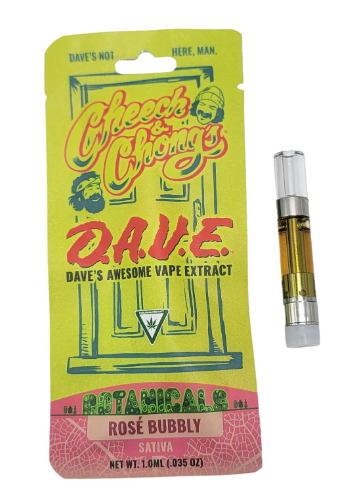 DAVE'S NOT HERE, MAN.
Cheech
&
Chong's
D.A.V.E.
DAVE'S AWESOME VAPE EXTRACT
BOTANICALS
ROSÉ BUBBLY
SATIVA
NET WT. 1.0ML (.035 OZ)